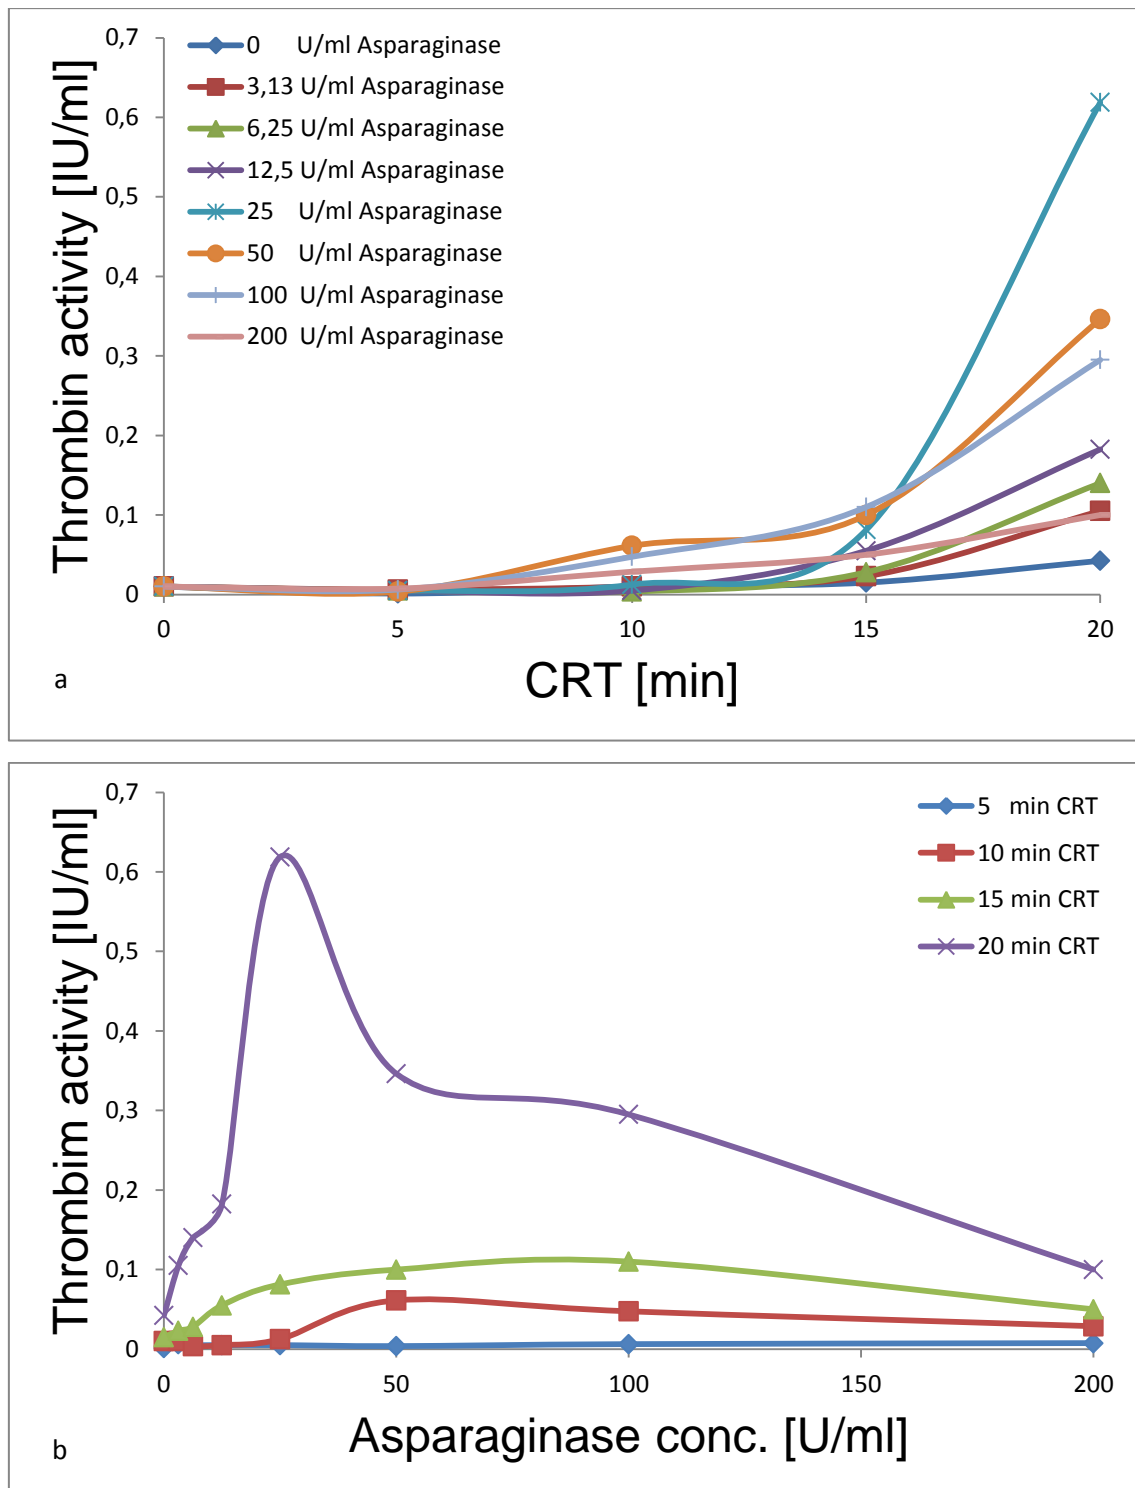 0,7
0,6
0,5
0,4
0,3
0,2
0,1
0
Thrombin activity [IU/ml]
0 U/ml Asparaginase
3,13 U/ml Asparaginase
6,25 U/ml Asparaginase
12,5 U/ml Asparaginase
25 U/ml Asparaginase
50 U/ml Asparaginase
100 U/ml Asparaginase
200 U/ml Asparaginase
0 5 10 15 20
CRT [min]
a
0,7
0,6
0,5
0,4
0,3
0,2
0,1
0
Thrombim activity [IU/ml]
5 min CRT
10 min CRT
15 min CRT
20 min CRT
0 50 100 150 200
Asparaginase conc. [U/ml]
b